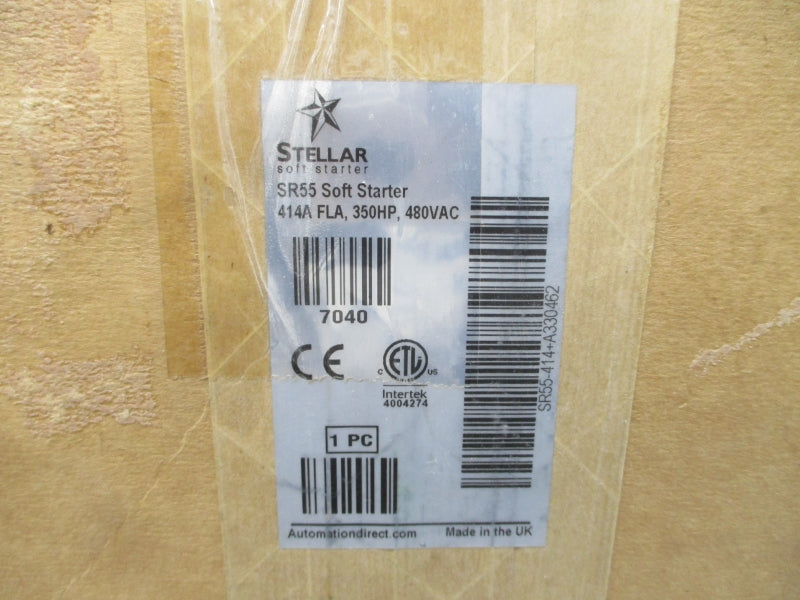 STELLAR
soft starter
SR55 Soft Starter
414A FLA, 350HP, 480VAC
7040
CE
ETL
C US
Intertek
4004274
1 PC
Automationdirect.com Made in the UK
SR55-414+A330462